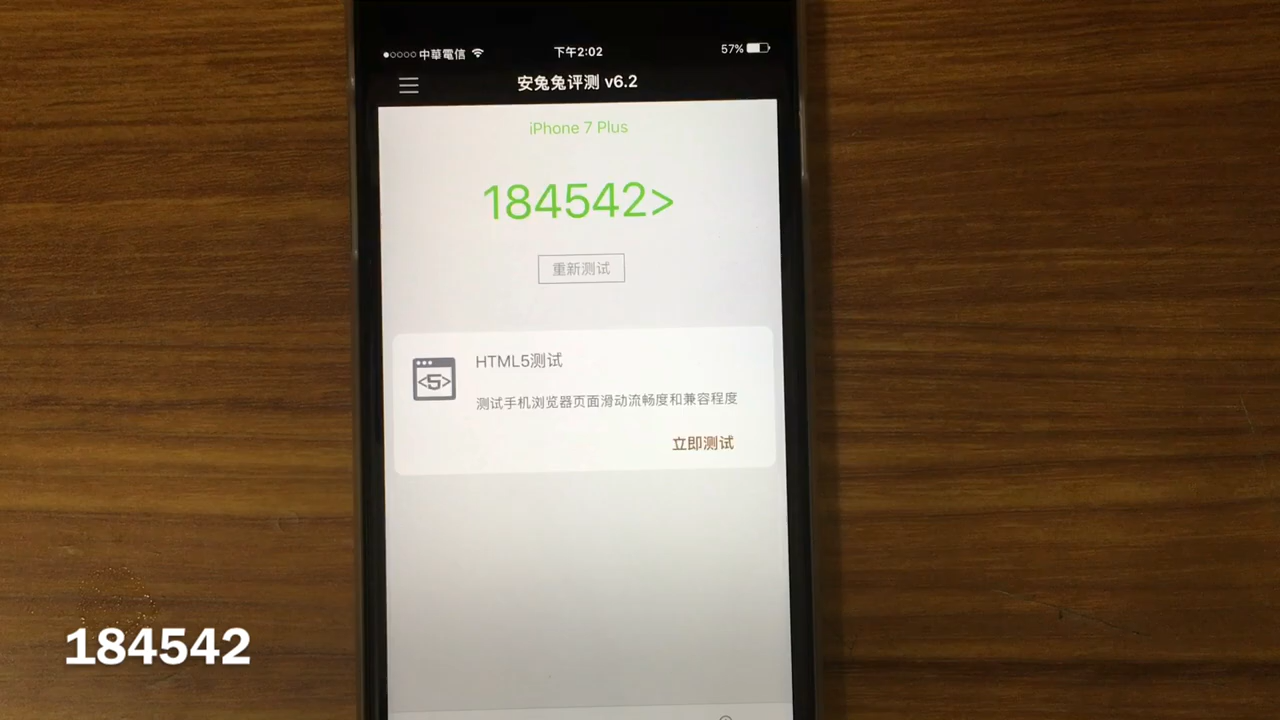 中華電信 下午2:02 57%
安兔兔评测 v6.2
iPhone 7 Plus
184542>
重新测试
HTML5测试
<5>
测试手机浏览器页面滑动流畅度和兼容程度
立即测试
184542